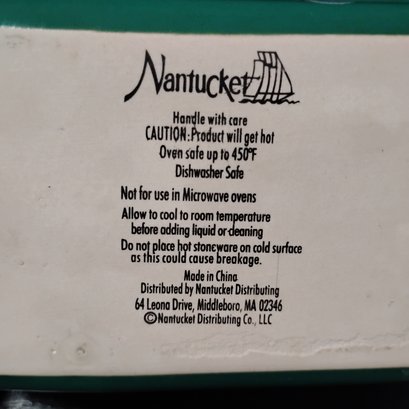 Nantucket
Handle with care
CAUTION:Product will get hot
Oven safe up to 450°F
Dishwasher Safe
Not for use in Microwave ovens
Allow to cool to room temperature
before adding liquid or cleaning
Do not place hot stoneware on cold surface
as this could cause breakage.
Made in China
Distributed by Nantucket Distributing
64 Leona Drive, Middleboro, MA 02346
©Nantucket Distributing Co., LLC